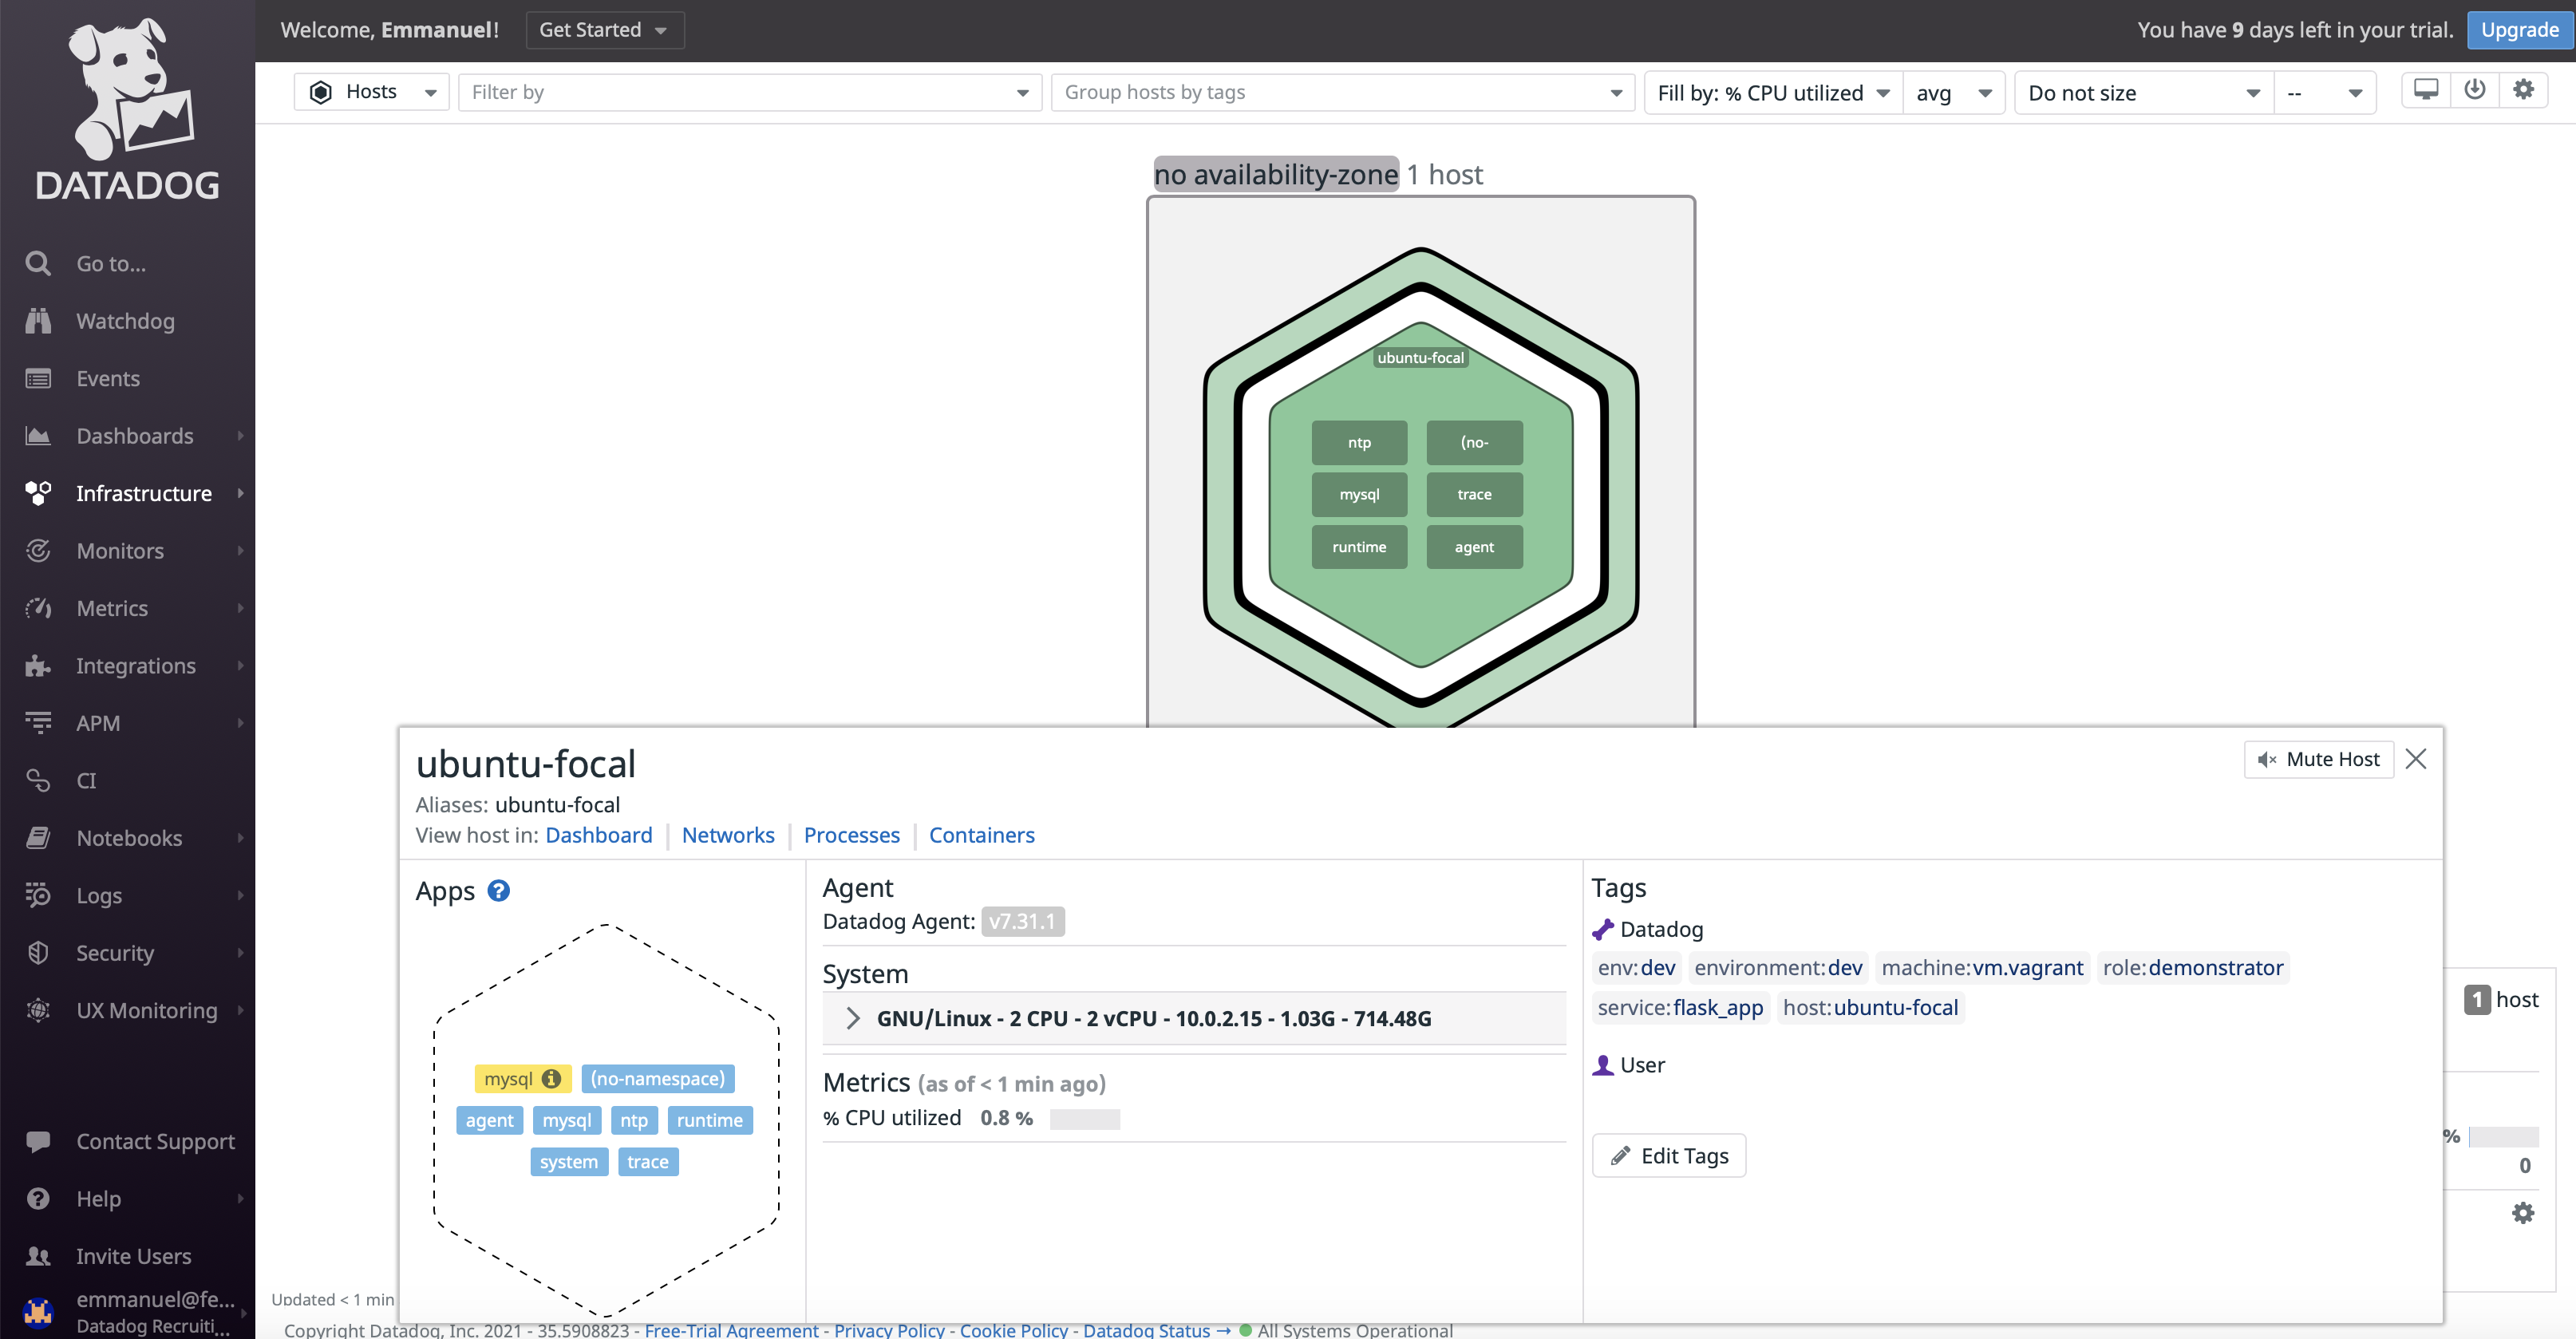 Welcome, Emmanuel!
Get Started
You have 9 days left in your trial.
Upgrade
DATADOG
Go to...
Watchdog
Events
Dashboards
Infrastructure
Monitors
Metrics
Integrations
APM
CI
Notebooks
Logs
Security
UX Monitoring
Contact Support
Help
Invite Users
emmanuel@fe...
Datadog Recruiti...
Hosts
Filter by
Group hosts by tags
Fill by: % CPU utilized
avg
Do not size
--
no availability-zone 1 host
ubuntu-focal
ntp (no-
mysql trace
runtime agent
ubuntu-focal
Mute Host
Aliases: ubuntu-focal
View host in: Dashboard Networks Processes Containers
Apps ?
mysql (no-namespace)
agent mysql ntp runtime
system trace
Agent
Datadog Agent: v7.31.1
System
GNU/Linux - 2 CPU - 2 vCPU - 10.0.2.15 - 1.03G - 714.48G
Metrics (as of < 1 min ago)
% CPU utilized 0.8 %
Tags
Datadog
env:dev environment:dev machine:vm.vagrant role:demonstrator
service:flask_app host:ubuntu-focal
User
Edit Tags
1 host
%
0
Updated < 1 min
Copyright Datadog, Inc. 2021 - 35.5908823 - Free-Trial Agreement - Privacy Policy - Cookie Policy - Datadog Status → All Systems Operational